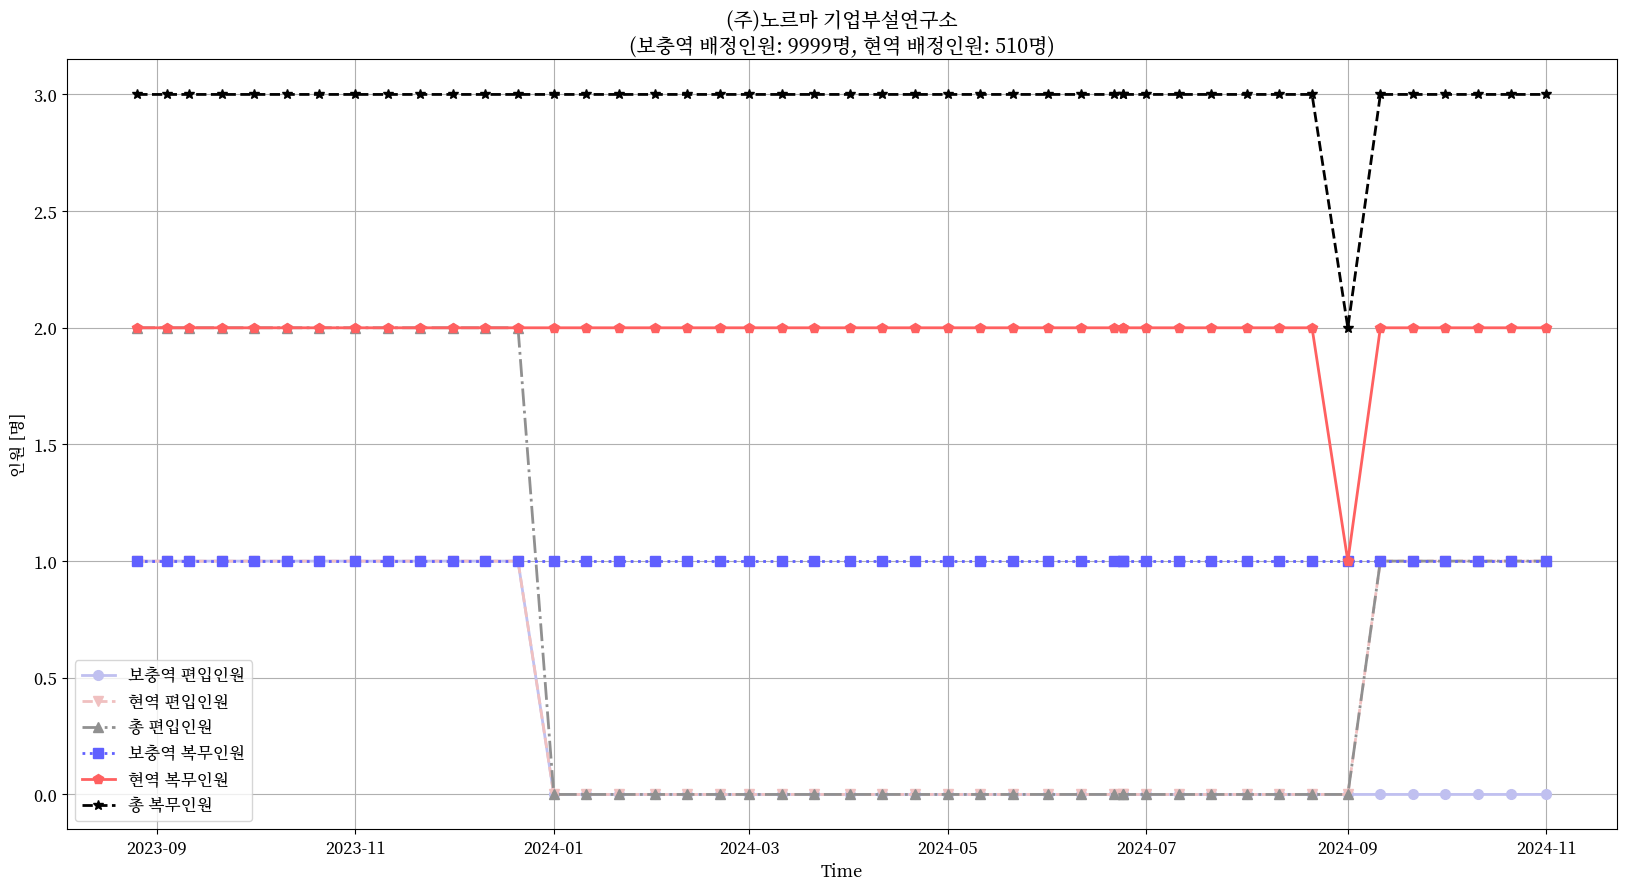 (주)노르마 기업부설연구소
(보충역 배정인원: 9999명, 현역 배정인원: 510명)
3.0
2.5
2.0
1.5
1.0
0.5
0.0
인원 [명]
보충역 편입인원
현역 편입인원
총 편입인원
보충역 복무인원
현역 복무인원
총 복무인원
2023-09
2023-11
2024-01
2024-03
2024-05
2024-07
2024-09
2024-11
Time